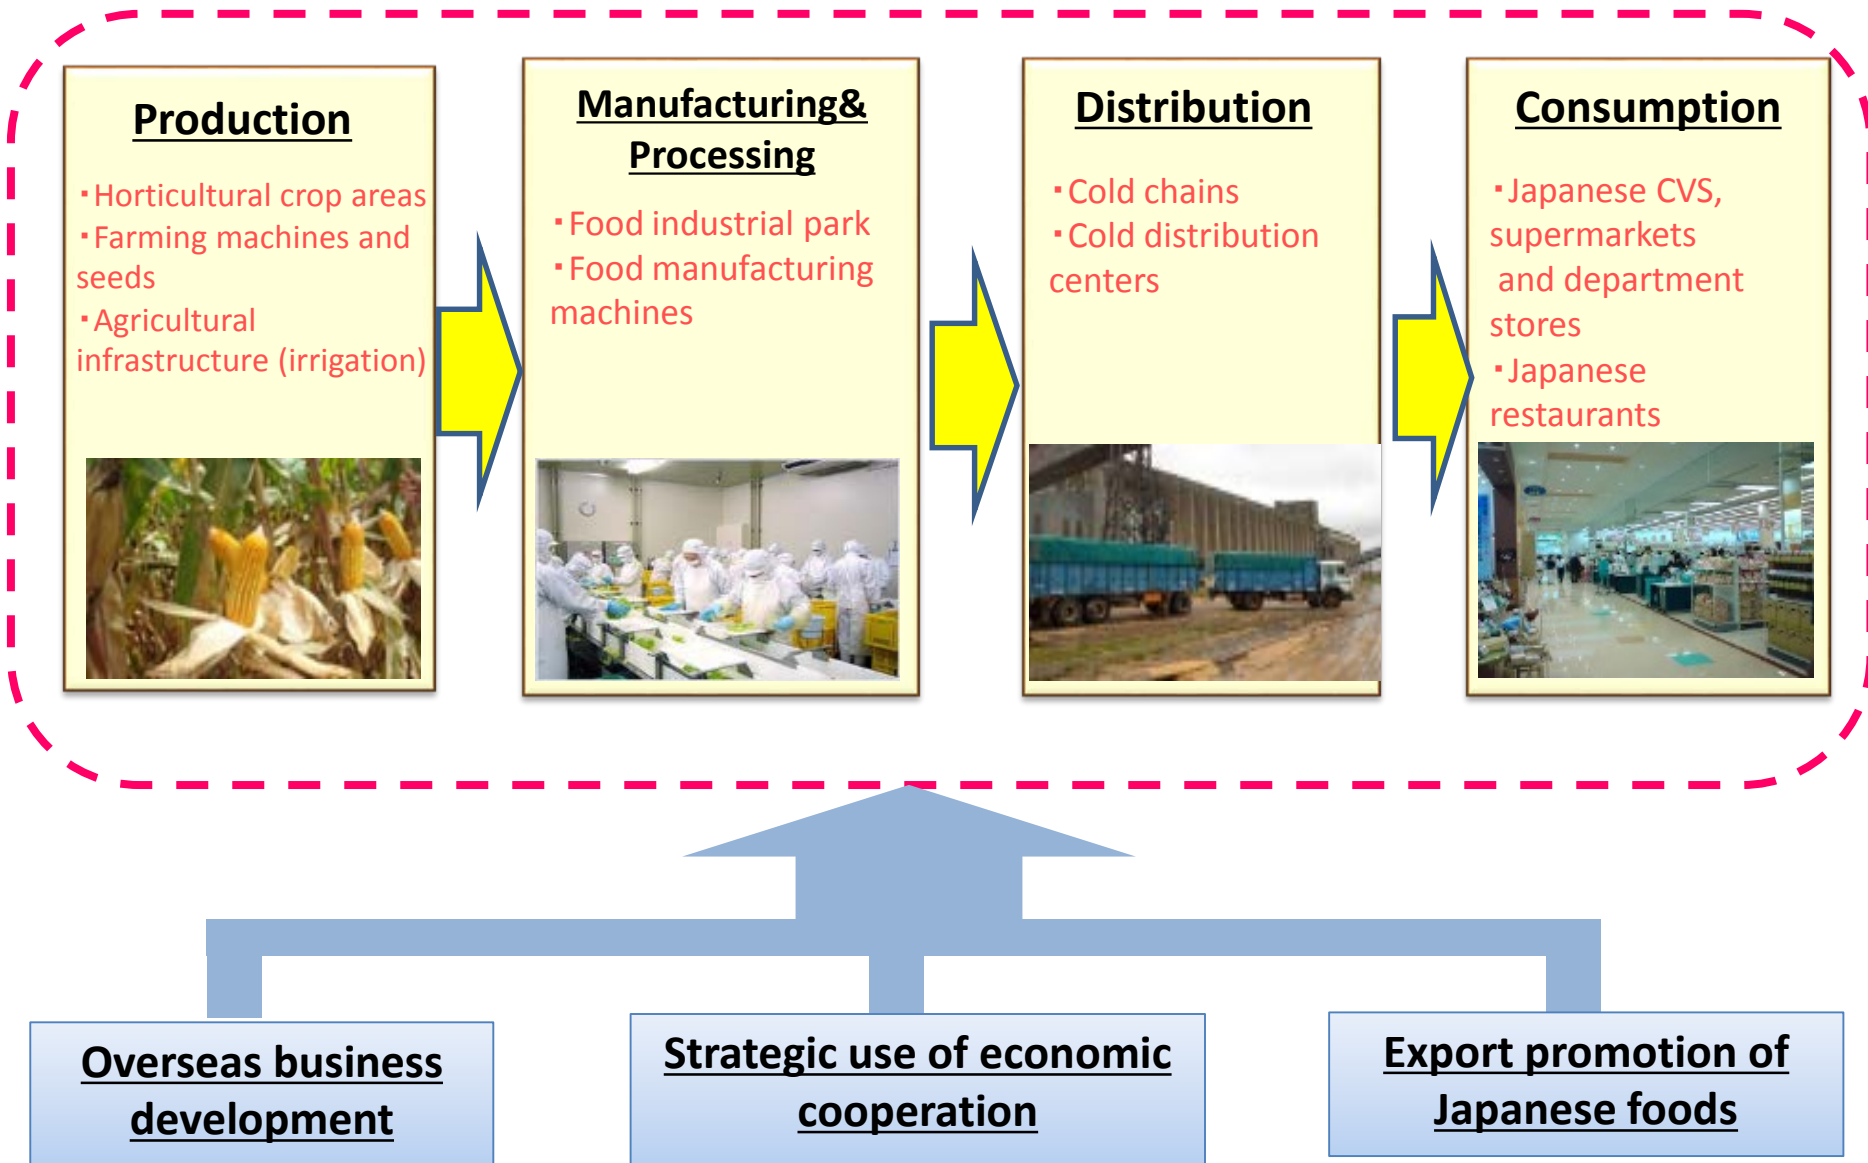 Production
･Horticultural crop areas
･Farming machines and
seeds
･Agricultural
infrastructure (irrigation)
Manufacturing&
Processing
･Food industrial park
･Food manufacturing
machines
Distribution
･Cold chains
･Cold distribution
centers
Consumption
･Japanese CVS,
supermarkets
and department
stores
･Japanese
restaurants
Overseas business
development
Strategic use of economic
cooperation
Export promotion of
Japanese foods